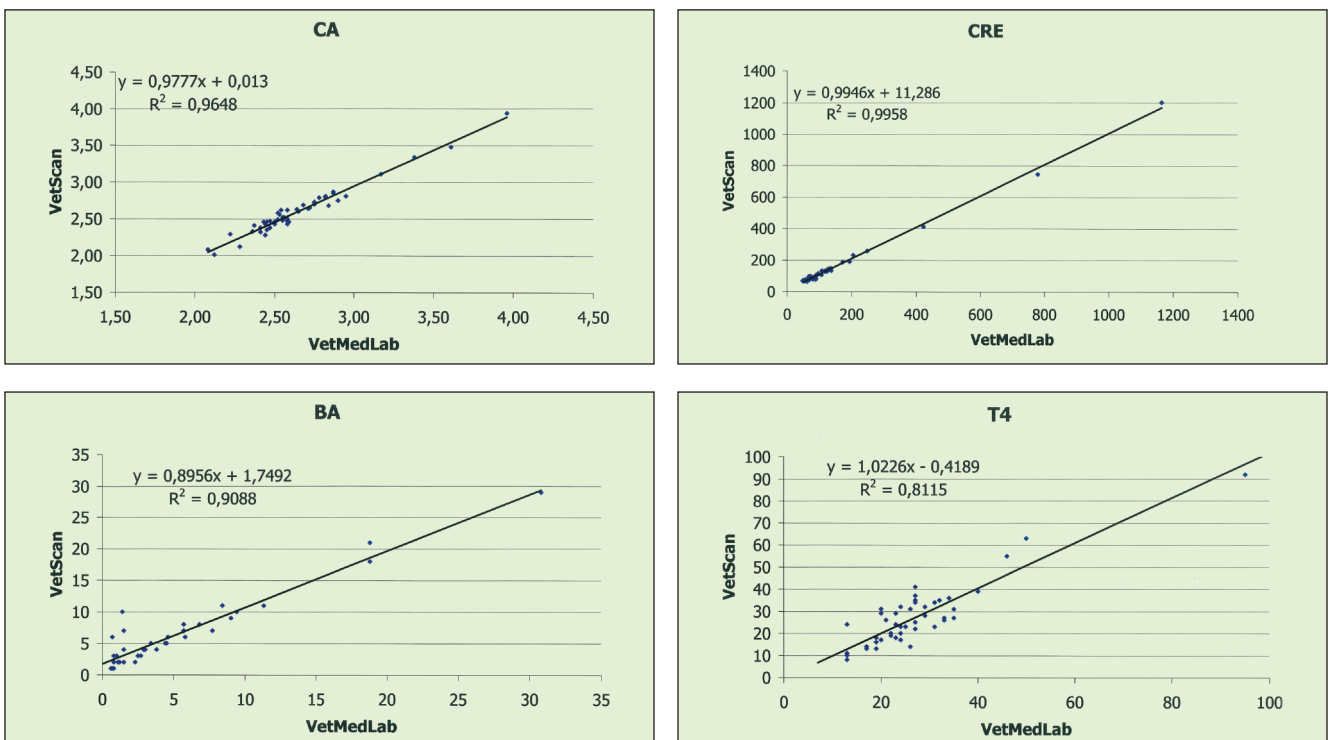 CA
4,50
y = 0,9777x + 0,013
R² = 0,9648
4,00
3,50
3,00
2,50
2,00
1,50
VetScan
1,50 2,00 2,50 3,00 3,50 4,00 4,50
VetMedLab
CRE
1400
y = 0,9946x + 11,286
R² = 0,9958
1200
1000
800
600
400
200
0
VetScan
0 200 400 600 800 1000 1200 1400
VetMedLab
BA
35
y = 0,8956x + 1,7492
R² = 0,9088
30
25
20
15
10
5
0
VetScan
0 5 10 15 20 25 30 35
VetMedLab
T4
100
y = 1,0226x - 0,4189
R² = 0,8115
90
80
70
60
50
40
30
20
10
0
VetScan
0 20 40 60 80 100
VetMedLab